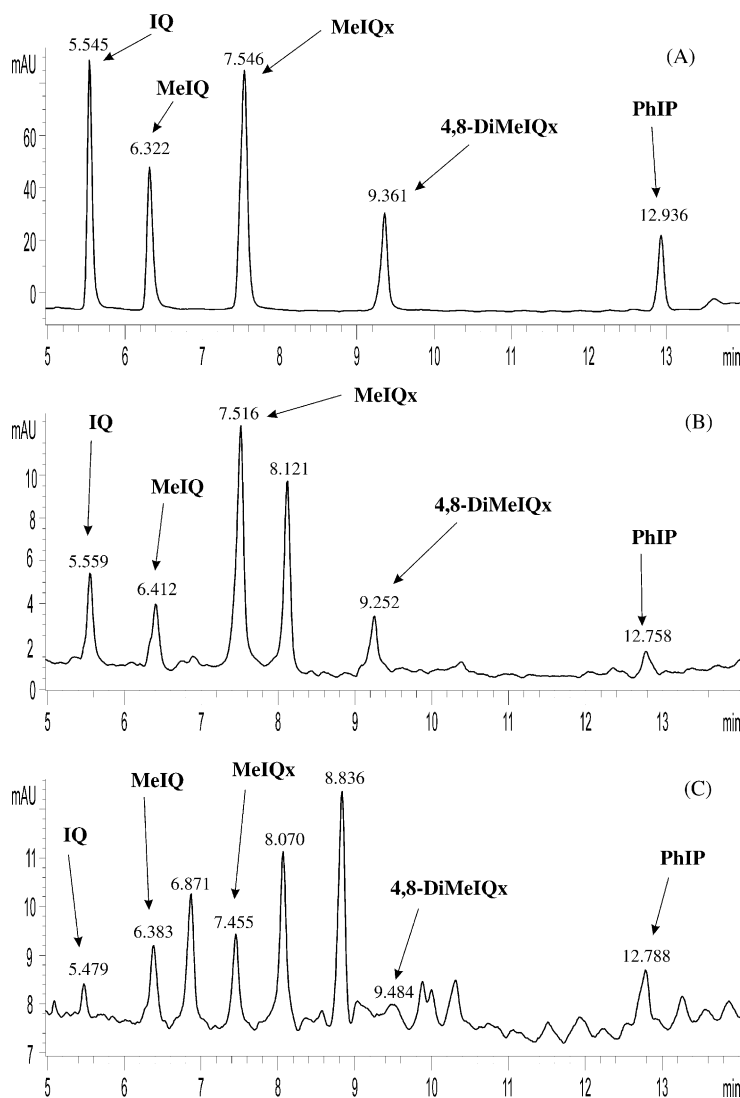 IQ
5.545
MeIQx
7.546
mAU
(A)
MeIQ
6.322
4,8-DiMeIQx
9.361
PhIP
12.936
60
40
20
0
5 6 7 8 9 10 11 12 13 min
MeIQx
7.516
mAU
IQ
(B)
8.121
MeIQ
4,8-DiMeIQx
PhIP
5.559
6.412
9.252
12.758
10
8
6
4
2
0
5 6 7 8 9 10 11 12 13 min
8.836
MeIQ
MeIQx
mAU
(C)
IQ
8.070
6.871
4,8-DiMeIQx
PhIP
6.383
7.455
5.479
9.484
12.788
11
10
9
8
7
5 6 7 8 9 10 11 12 13 min